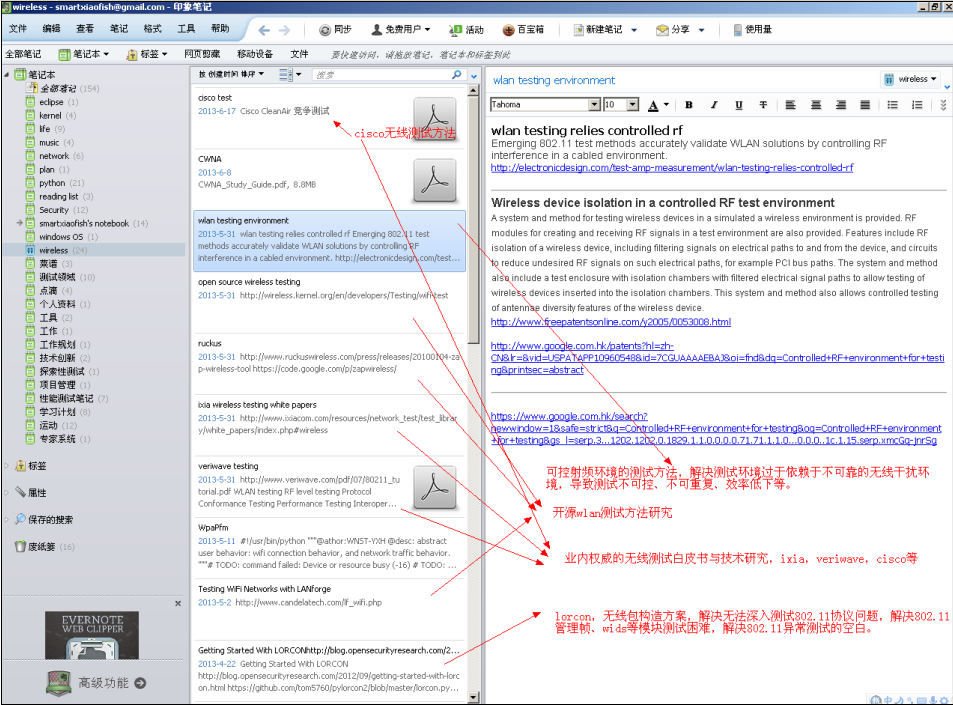 wireless - smartxiaofish@gmail.com - 印象笔记
文件 编辑 查看 笔记 格式 工具 帮助 同步 免费用户 活动 百宝箱 新建笔记 分享 使用量
全部笔记 笔记本 标签 网页剪藏 移动设备 文件 要快速访问，请拖放笔记、笔记本和标签到此
笔记本
全部笔记 (154)
eclipse (1)
kernel (4)
life (9)
music (4)
network (6)
plan (1)
python (21)
reading list (3)
Security (12)
smartxiaofish's notebook (14)
windows OS (1)
wireless (24)
菜谱 (3)
测试领域 (10)
点滴 (4)
个人资料 (1)
工具 (2)
工作 (1)
工作规划 (1)
技术创新 (2)
探索性测试 (1)
项目管理 (1)
性能测试笔记 (7)
学习计划 (8)
运动 (12)
专家系统 (1)
标签
属性
保存的搜索
废纸篓 (16)
EVERNOTE
WEB CLIPPER
高级功能
按 创建时间 排序 搜索
cisco test
2013-6-17 Cisco CleanAir 竞争测试
cisco无线测试方法
CWNA
2013-6-8
CWNA_Study_Guide.pdf, 8.8MB
wlan testing environment
2013-5-31 wlan testing relies controlled rf Emerging 802.11 test
methods accurately validate WLAN solutions by controlling RF
interference in a cabled environment. http://electronicdesign.com/test...
open source wireless testing
2013-5-31 http://wireless.kernel.org/en/developers/Testing/wifi-test
ruckus
2013-5-31 http://www.ruckuswireless.com/press/releases/20100104-za
p-wireless-tool https://code.google.com/p/zapwireless/
ixia wireless testing white papers
2013-5-31 http://www.ixiacom.com/resources/network_test/test_librar
y/white_papers/index.php#wireless
veriwave testing
2013-5-31 http://www.veriwave.com/pdf/07/80211_tu
torial.pdf WLAN testing RF level testing Protocol
Conformance Testing Performance Testing Interoper...
WpaPfm
2013-5-11 #!/usr/bin/python """@athor:WNST-YXH @desc: abstract
user behavior: wifi connection behavior, and network traffic behavior.
"""# TODO: command failed: Device or resource busy (-16) # TODO: ...
Testing WiFi Networks with LANforge
2013-5-2 http://www.candelatech.com/lf_wifi.php
Getting Started With LORCONhttp://blog.opensecurityresearch.com/2...
2013-4-22 Getting Started With LORCON
http://blog.opensecurityresearch.com/2012/09/getting-started-with-lorc
on.html https://github.com/tom5760/pylorcon2/blob/master/lorcon.py...
wlan testing environment wireless
Tahoma 10 A B I U T
wlan testing relies controlled rf
Emerging 802.11 test methods accurately validate WLAN solutions by controlling RF
interference in a cabled environment.
http://electronicdesign.com/test-amp-measurement/wlan-testing-relies-controlled-rf
Wireless device isolation in a controlled RF test environment
A system and method for testing wireless devices in a simulated a wireless environment is provided. RF
modules for creating and receiving RF signals in a test environment are also provided. Features include RF
isolation of a wireless device, including filtering signals on electrical paths to and from the device, and circuits
to reduce undesired RF signals on such electrical paths, for example PCI bus paths. The system and method
also include a test enclosure with isolation chambers with filtered electrical signal paths to allow testing of
wireless devices inserted into the isolation chambers. This system and method also allows controlled testing
of antennae diversity features of the wireless device.
http://www.freepatentsonline.com/y2005/0053008.html
http://www.google.com.hk/patents?hl=zh-
CN&lr=&vid=USPATAPP10960548&id=7CGUAAAAEBAJ&oi=fnd&dq=Controlled+RF+environment+for+testi
ng&printsec=abstract
https://www.google.com.hk/search?
newwindow=1&safe=strict&q=Controlled+RF+environment+for+testing&oq=Controlled+RF+environment
+for+testing&gs_l=serp.3...1202.1202.0.1829.1.1.0.0.0.0.71.71.1.1.0...0.0.0..1c.1.15.serp.xmcGq-jnrSg
可控射频环境的测试方法，解决测试环境过于依赖于不可靠的无线干扰环
境，导致测试不可控、不可重复、效率低下等。
开源wlan测试方法研究
业内权威的无线测试白皮书与技术研究，ixia，veriwave，cisco等
lorcon，无线包构造方案，解决无法深入测试802.11协议问题，解决802.11
管理帧、wids等模块测试困难，解决802.11异常测试的空白。